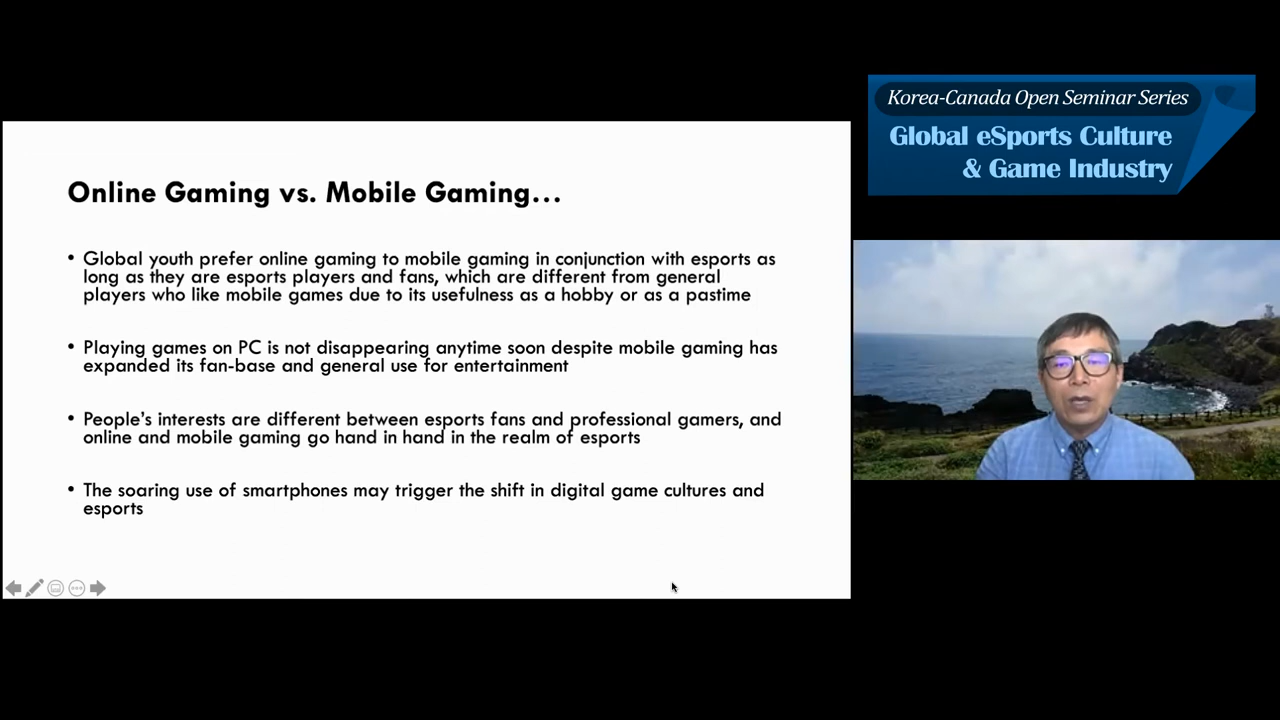 Korea-Canada Open Seminar Series
Global eSports Culture
& Game Industry
Online Gaming vs. Mobile Gaming...
• Global youth prefer online gaming to mobile gaming in conjunction with esports as
long as they are esports players and fans, which are different from general
players who like mobile games due to its usefulness as a hobby or as a pastime
• Playing games on PC is not disappearing anytime soon despite mobile gaming has
expanded its fan-base and general use for entertainment
• People’s interests are different between esports fans and professional gamers, and
online and mobile gaming go hand in hand in the realm of esports
• The soaring use of smartphones may trigger the shift in digital game cultures and
esports